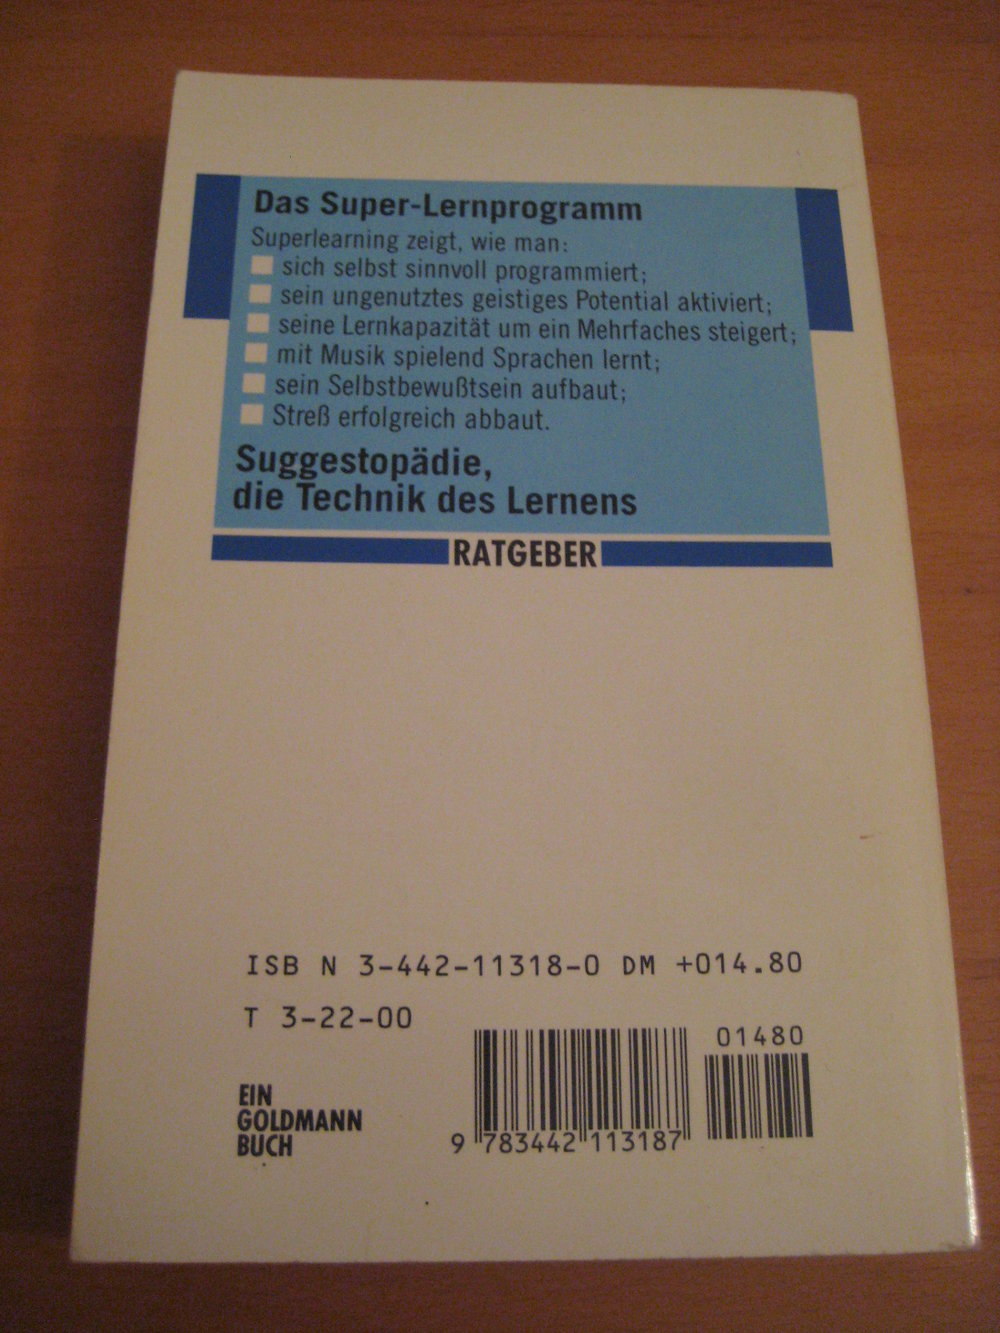 Das Super-Lernprogramm
Superlearning zeigt, wie man:
sich selbst sinnvoll programmiert;
sein ungenutztes geistiges Potential aktiviert;
seine Lernkapazität um ein Mehrfaches steigert;
mit Musik spielend Sprachen lernt;
sein Selbstbewußtsein aufbaut;
Streß erfolgreich abbaut.
Suggestopädie,
die Technik des Lernens
RATGEBER
ISB N 3-442-11318-0 DM +014.80
T 3-22-00
01480
EIN
GOLDMANN
BUCH
9 783442 113187